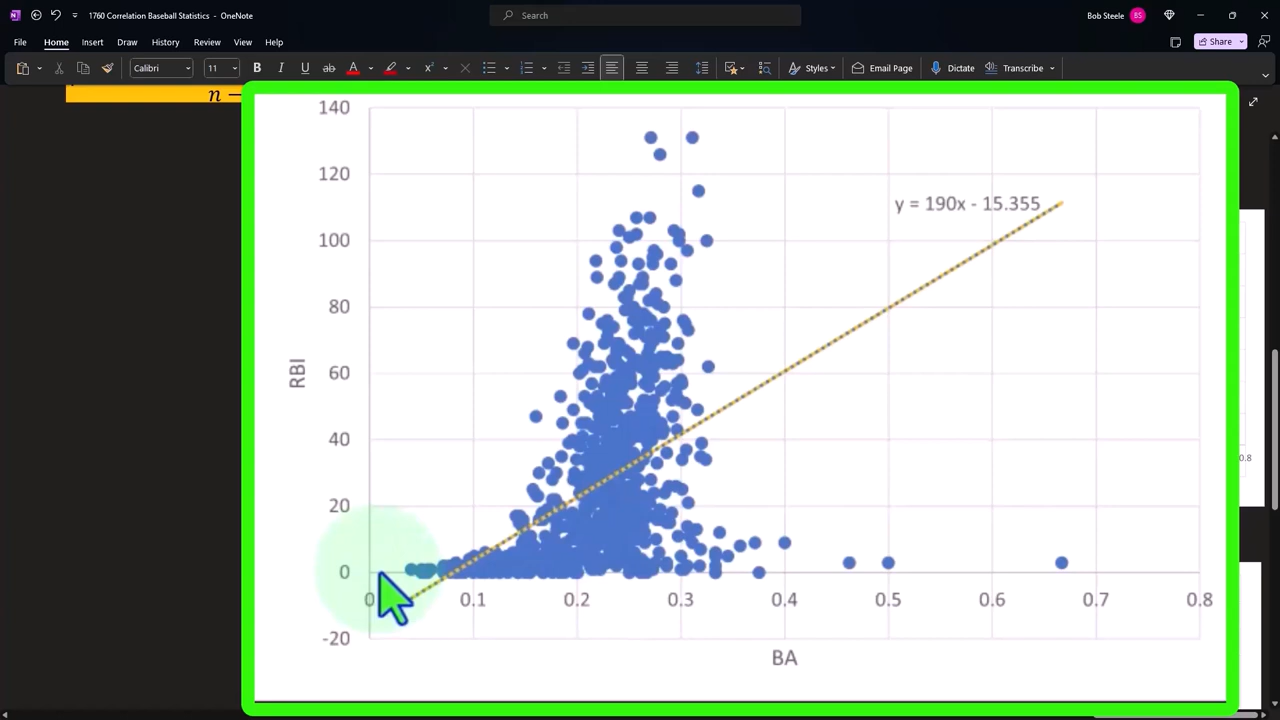 1760 Correlation Baseball Statistics - OneNote
Search
Bob Steele BS
File Home Insert Draw History Review View Help
Share
Calibri 11 B I U ab A x Styles Email Page Dictate Transcribe
n –
140
120
100
80
60
40
20
0
-20
RBI
y = 190x - 15.355
0 0.1 0.2 0.3 0.4 0.5 0.6 0.7 0.8
BA
0.8